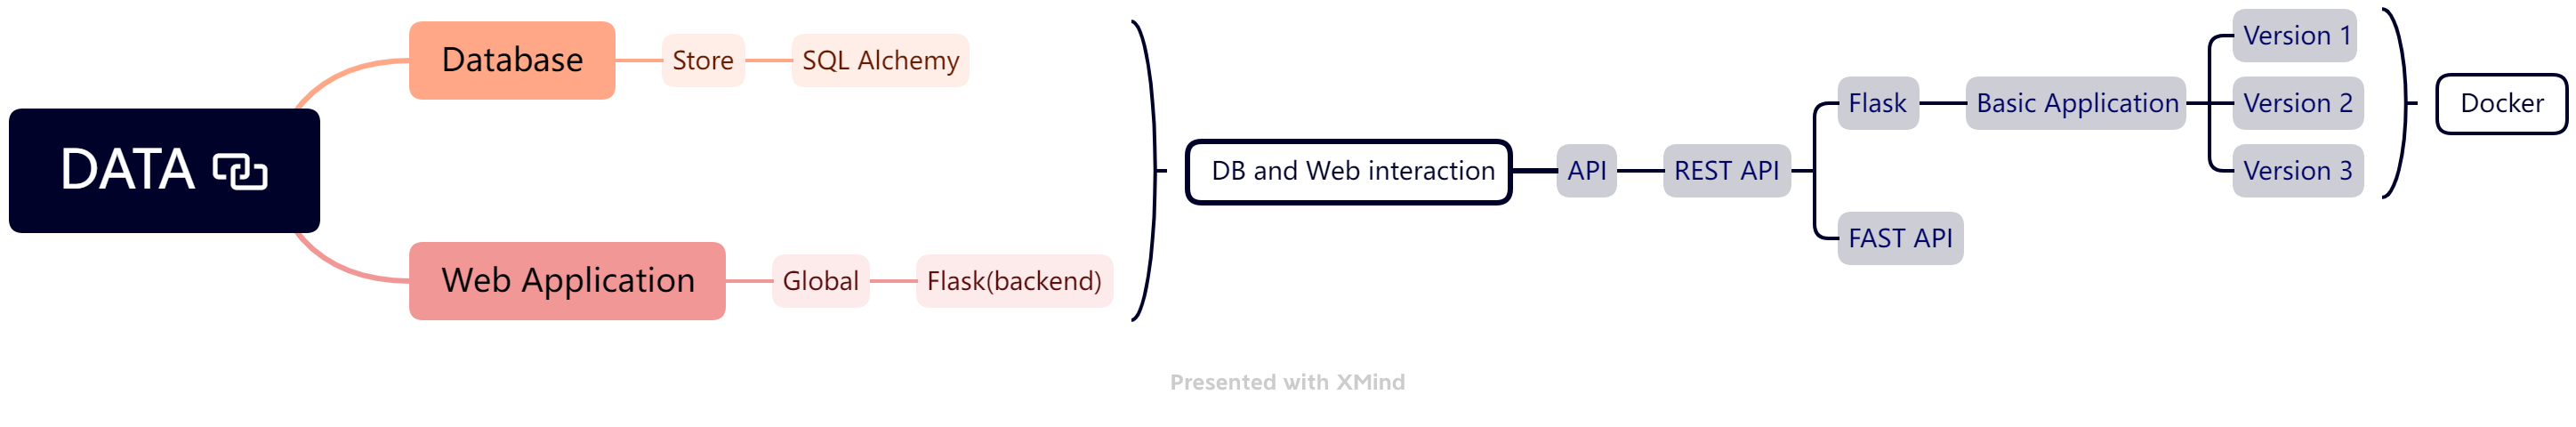 DATA
Database
Store
SQL Alchemy
Web Application
Global
Flask(backend)
DB and Web interaction
API
REST API
Flask
Basic Application
Version 1
Version 2
Version 3
FAST API
Docker
Presented with XMind